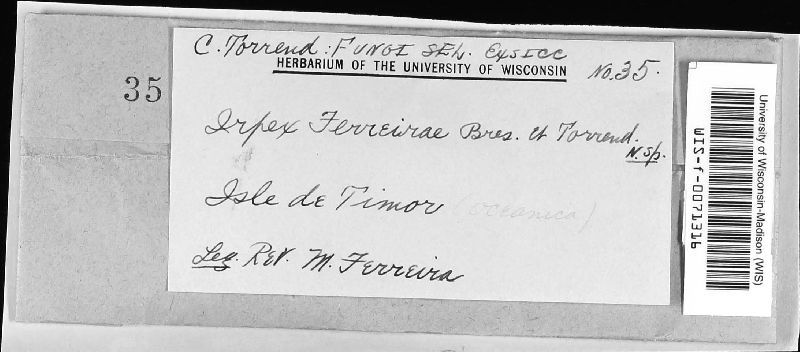 C. Torrend: Fungi Sel. Exsicc
HERBARIUM OF THE UNIVERSITY OF WISCONSIN
No. 35.
35
Irpex Ferreirae Bres. et Torrend.
N. sp.
Isle de Timor (oceanica)
Leg. Rev. M. Ferreira
University of Wisconsin-Madison (WIS)
WIS-f-0071316